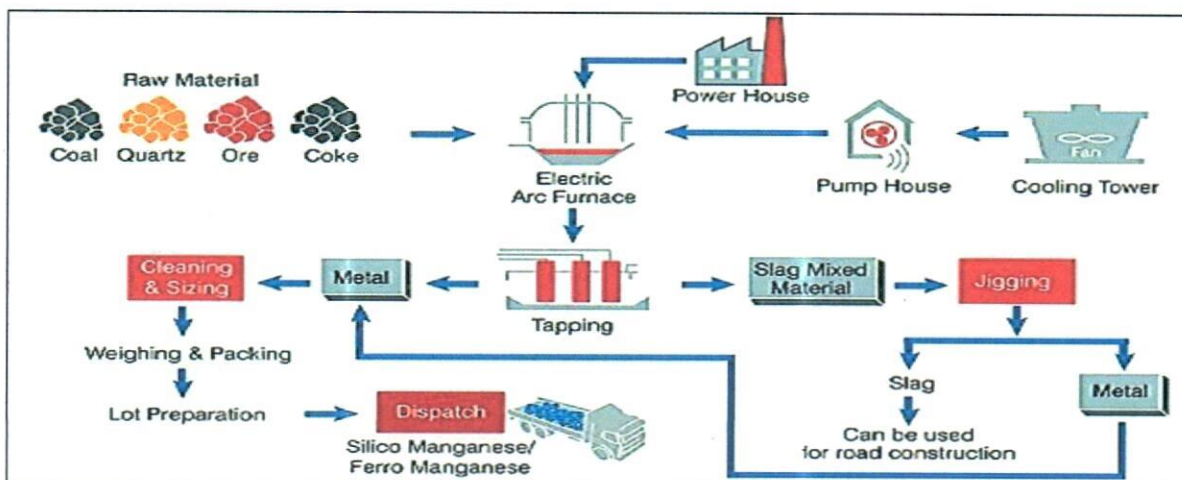 Raw Material
Coal Quartz Ore Coke
Power House
Electric
Arc Furnace
Pump House
Fan
Cooling Tower
Cleaning
& Sizing
Metal
Tapping
Slag Mixed
Material
Jigging
Weighing & Packing
Slag
Metal
Lot Preparation
Dispatch
Silico Manganese/
Ferro Manganese
Can be used
for road construction